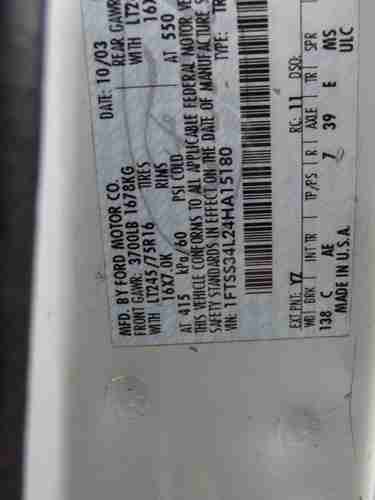 MFD. BY FORD MOTOR CO. DATE: 10/03
FRONT GAWR: 3700LB 1678KG REAR GAWR
WITH LT245/75R16 TIRES WITH LT2
16X7.0K RIMS 16X
AT 415 kPa/60 PSI COLD AT 550
THIS VEHICLE CONFORMS TO ALL APPLICABLE FEDERAL MOTOR VE
SAFETY STANDARDS IN EFFECT ON THE DATE OF MANUFACTURE S
VIN: 1FTSS34L24HA15180 TYPE: TR
EXT PNT: YZ RC: 11 DSO:
WB BRK INT TR TP/PS R AXLE TR SPR
138 C AE 7 39 E MS
MADE IN U.S.A. ULC